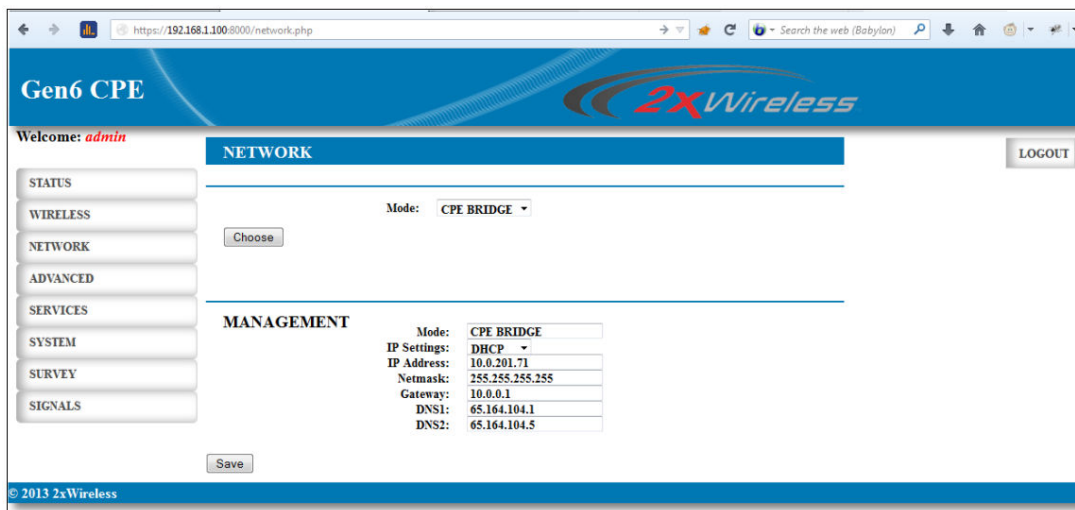 https://192.168.1.100:8000/network.php
Search the web (Babylon)
Gen6 CPE
2xWireless
Welcome: admin
NETWORK
LOGOUT
STATUS
WIRELESS
NETWORK
ADVANCED
SERVICES
SYSTEM
SURVEY
SIGNALS
Mode: CPE BRIDGE
Choose
MANAGEMENT
Mode: CPE BRIDGE
IP Settings: DHCP
IP Address: 10.0.201.71
Netmask: 255.255.255.255
Gateway: 10.0.0.1
DNS1: 65.164.104.1
DNS2: 65.164.104.5
Save
© 2013 2xWireless